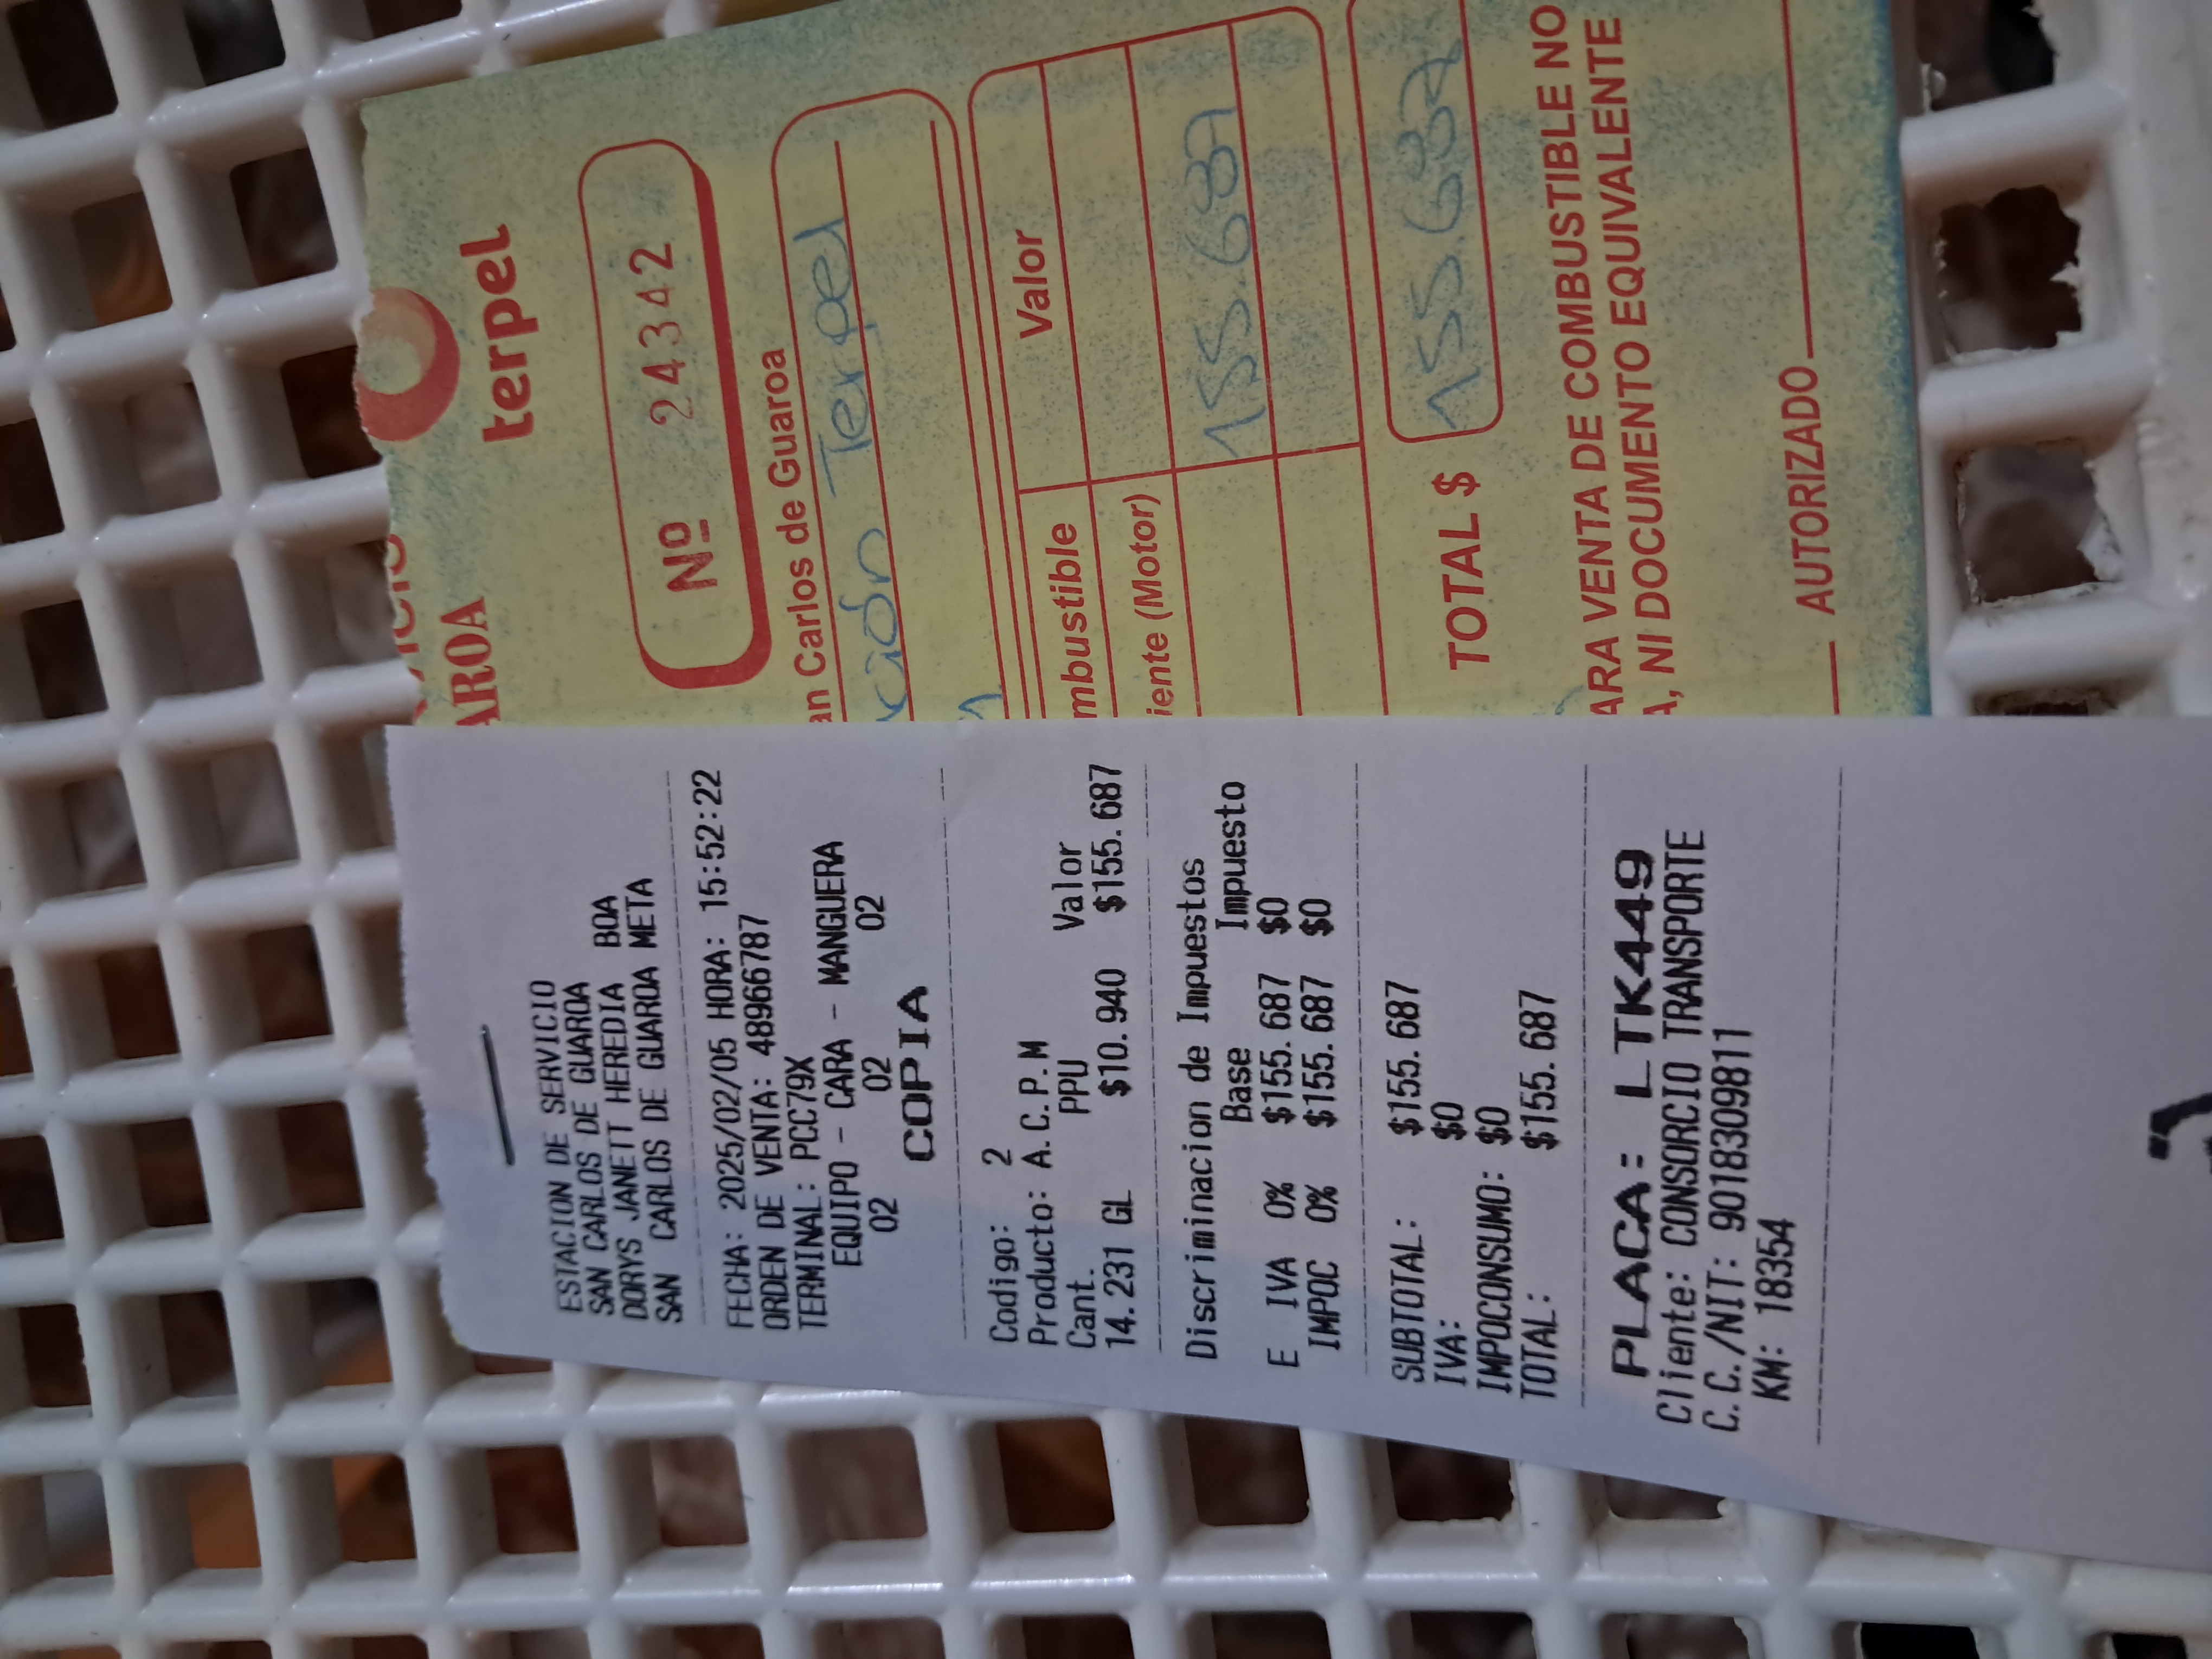 AROA
terpel
Nº 24342
an Carlos de Guaroa
ción Terpel
mbustible Valor
iente (Motor)
155.687
TOTAL $ 155.687
ARA VENTA DE COMBUSTIBLE NO
A, NI DOCUMENTO EQUIVALENTE
AUTORIZADO
ESTACION DE SERVICIO
SAN CARLOS DE GUAROA
DORYS JANETT HEREDIA BOA
SAN CARLOS DE GUAROA META
FECHA: 2025/02/05 HORA: 15:52:22
ORDEN DE VENTA: 48966787
TERMINAL: PCC79X
EQUIPO - CARA - MANGUERA
02 02 02
COPIA
Codigo: 2
Producto: A.C.P.M
Cant. PPU Valor
14.231 GL $10.940 $155.687
Discriminacion de Impuestos
Base Impuesto
E IVA 0% $155.687 $0
IMPOC 0% $155.687 $0
SUBTOTAL: $155.687
IVA: $0
IMPOCONSUMO: $0
TOTAL: $155.687
PLACA: LTK449
Cliente: CONSORCIO TRANSPORTE
C.C./NIT: 9018309811
KM: 18354